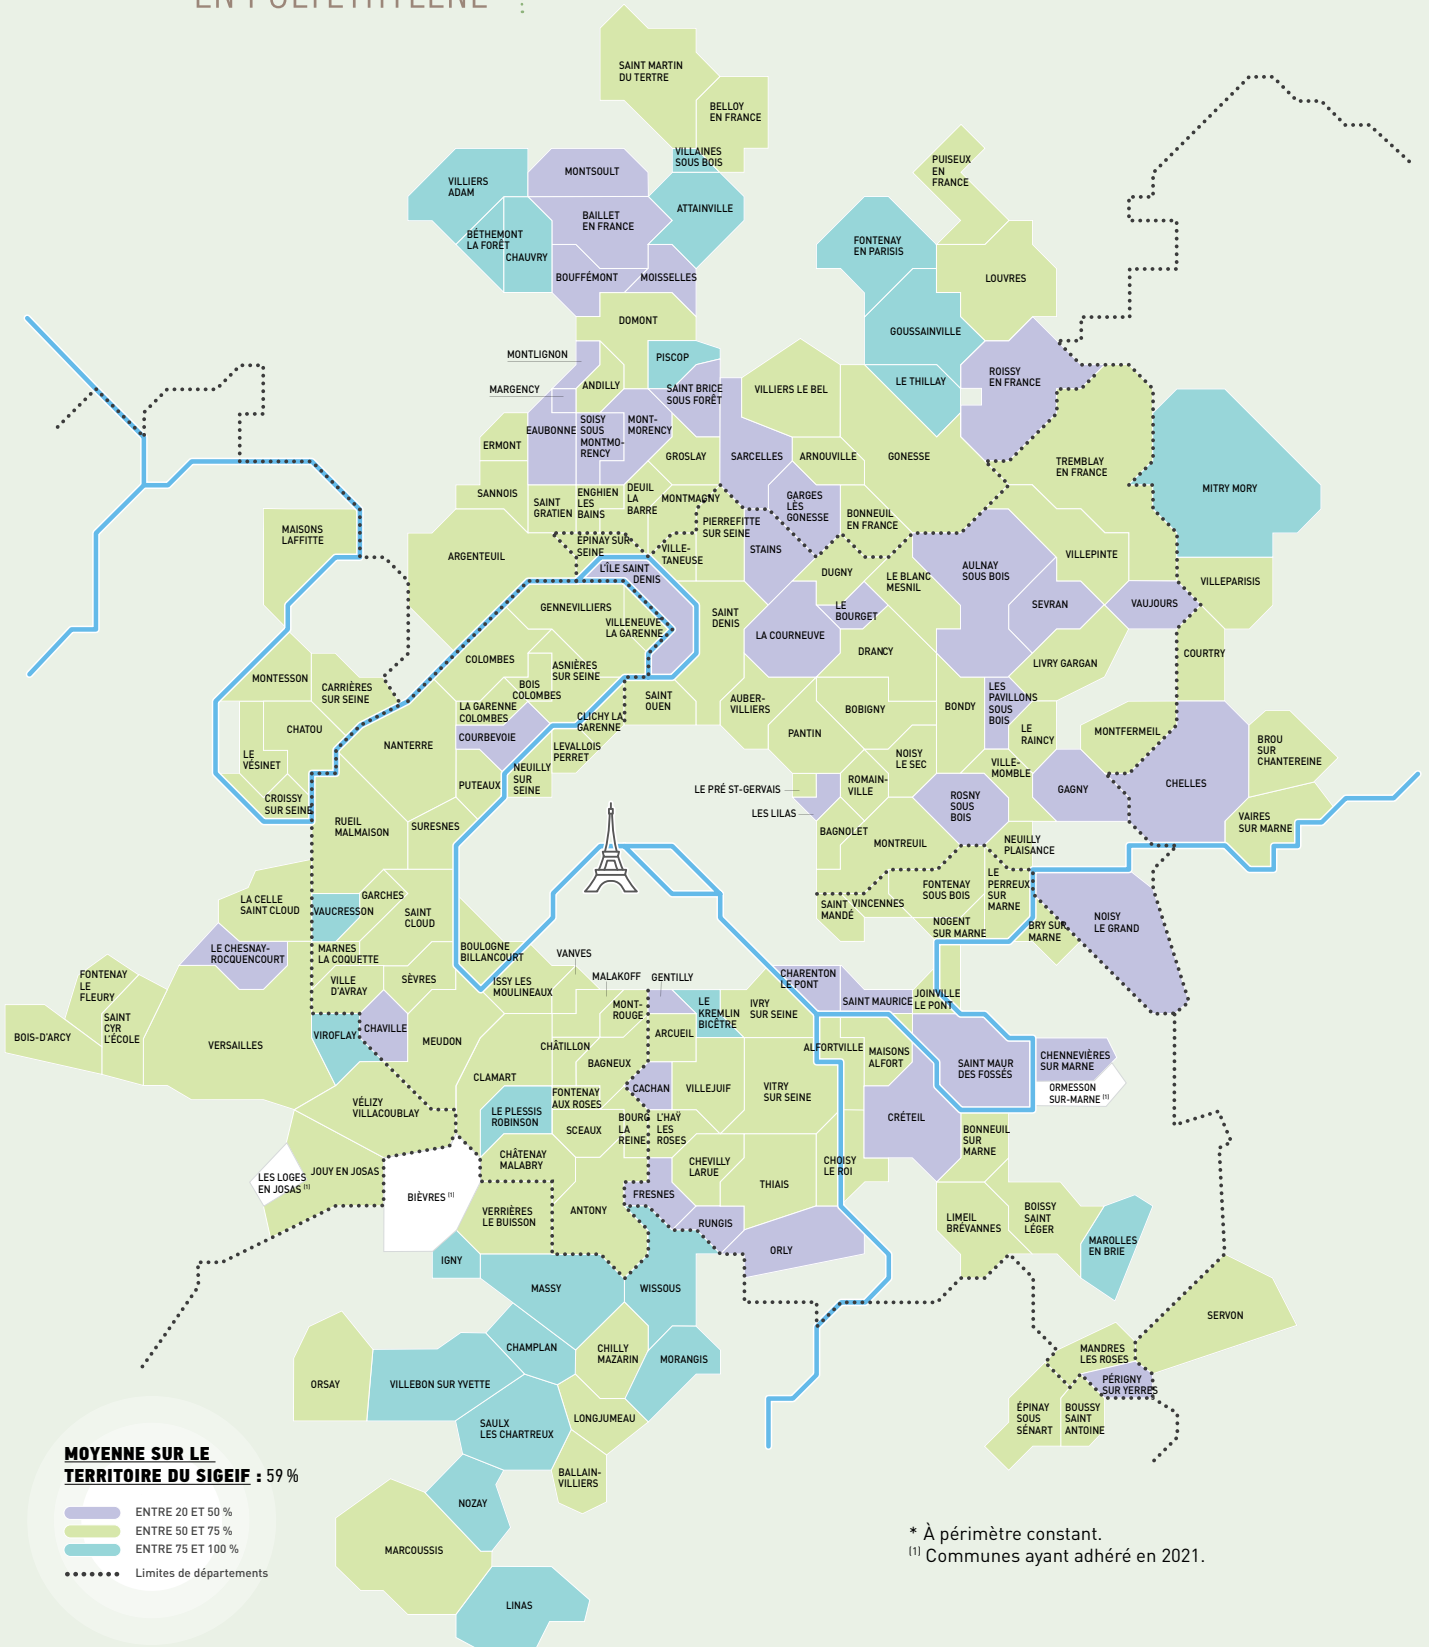 EN POLYÉTHYLÈNE
SAINT MARTIN
DU TERTRE
BELLOY
EN FRANCE
VILLAINES
SOUS BOIS
MONTSOULT
VILLIERS
ADAM
PUISEUX
EN
FRANCE
ATTAINVILLE
BAILLET
EN FRANCE
BÉTHEMONT
LA FORÊT
CHAUVRY
FONTENAY
EN PARISIS
BOUFFÉMONT
MOISSELLES
LOUVRES
DOMONT
GOUSSAINVILLE
MONTLIGNON
PISCOP
MARGENCY
ANDILLY
SAINT BRICE
SOUS FORÊT
VILLIERS LE BEL
LE THILLAY
ROISSY
EN FRANCE
EAUBONNE
SOISY
SOUS
MONTMO-
RENCY
MONT-
MORENCY
ERMONT
GROSLAY
SARCELLES
ARNOUVILLE
GONESSE
TREMBLAY
EN FRANCE
MITRY MORY
SANNOIS
SAINT
GRATIEN
ENGHIEN
LES
BAINS
DEUIL
LA
BARRE
MONTMAGNY
GARGES
LÈS
GONESSE
BONNEUIL
EN FRANCE
PIERREFITTE
SUR SEINE
MAISONS
LAFFITTE
ARGENTEUIL
ÉPINAY SUR
SEINE
VILLE-
TANEUSE
STAINS
VILLEPINTE
L'ÎLE SAINT
DENIS
DUGNY
LE BLANC
MESNIL
AULNAY
SOUS BOIS
VILLEPARISIS
GENNEVILLIERS
VILLENEUVE
LA GARENNE
SAINT
DENIS
LE
BOURGET
SEVRAN
VAUJOURS
LA COURNEUVE
DRANCY
COLOMBES
ASNIÈRES
SUR SEINE
LIVRY GARGAN
COURTRY
MONTESSON
CARRIÈRES
SUR SEINE
BOIS
COLOMBES
SAINT
OUEN
AUBER-
VILLIERS
BOBIGNY
BONDY
LES
PAVILLONS
SOUS
BOIS
LA GARENNE
COLOMBES
CLICHY LA
GARENNE
CHATOU
NANTERRE
COURBEVOIE
LEVALLOIS
PERRET
PANTIN
LE
RAINCY
MONTFERMEIL
BROU
SUR
CHANTEREINE
LE
VÉSINET
NOISY
LE SEC
VILLE-
MOMBLE
NEUILLY
SUR
SEINE
PUTEAUX
LE PRÉ ST-GERVAIS
ROMAIN-
VILLE
ROSNY
SOUS
BOIS
GAGNY
CHELLES
CROISSY
SUR SEINE
LES LILAS
RUEIL
MALMAISON
SURESNES
BAGNOLET
MONTREUIL
NEUILLY
PLAISANCE
VAIRES
SUR MARNE
LE
PERREUX
SUR
MARNE
FONTENAY
SOUS BOIS
LA CELLE
SAINT CLOUD
VAUCRESSON
GARCHES
SAINT
CLOUD
SAINT
MANDÉ
VINCENNES
NOGENT
SUR MARNE
BRY SUR
MARNE
NOISY
LE GRAND
LE CHESNAY-
ROCQUENCOURT
MARNES
LA COQUETTE
BOULOGNE
BILLANCOURT
VANVES
MALAKOFF
GENTILLY
CHARENTON
LE PONT
FONTENAY
LE
FLEURY
VILLE
D'AVRAY
SÈVRES
ISSY LES
MOULINEAUX
MONT-
ROUGE
LE
KREMLIN
BICÊTRE
IVRY
SUR SEINE
SAINT MAURICE
JOINVILLE
LE PONT
SAINT
CYR
L'ÉCOLE
BOIS-D'ARCY
VERSAILLES
VIROFLAY
CHAVILLE
MEUDON
CHÂTILLON
ARCUEIL
ALFORTVILLE
MAISONS
ALFORT
SAINT MAUR
DES FOSSÉS
CHENNEVIÈRES
SUR MARNE
ORMESSON
SUR-MARNE (1)
CLAMART
BAGNEUX
CACHAN
VILLEJUIF
VITRY
SUR SEINE
VÉLIZY
VILLACOUBLAY
LE PLESSIS
ROBINSON
FONTENAY
AUX ROSES
SCEAUX
BOURG
LA
REINE
L'HAŸ
LES
ROSES
CRÉTEIL
BONNEUIL
SUR
MARNE
LES LOGES
EN JOSAS (1)
JOUY EN JOSAS
CHÂTENAY
MALABRY
CHEVILLY
LARUE
THIAIS
CHOISY
LE ROI
BIÈVRES (1)
VERRIÈRES
LE BUISSON
ANTONY
FRESNES
RUNGIS
ORLY
LIMEIL
BRÉVANNES
BOISSY
SAINT
LÉGER
MAROLLES
EN BRIE
IGNY
MASSY
WISSOUS
SERVON
CHAMPLAN
CHILLY
MAZARIN
MORANGIS
MANDRES
LES ROSES
ORSAY
VILLEBON SUR YVETTE
PÉRIGNY
SUR YERRES
SAULX
LES CHARTREUX
LONGJUMEAU
ÉPINAY
SOUS
SÉNART
BOUSSY
SAINT
ANTOINE
BALLAIN-
VILLIERS
NOZAY
MARCOUSSIS
LINAS
MOYENNE SUR LE
TERRITOIRE DU SIGEIF : 59 %
ENTRE 20 ET 50 %
ENTRE 50 ET 75 %
ENTRE 75 ET 100 %
Limites de départements
* À périmètre constant.
(1) Communes ayant adhéré en 2021.